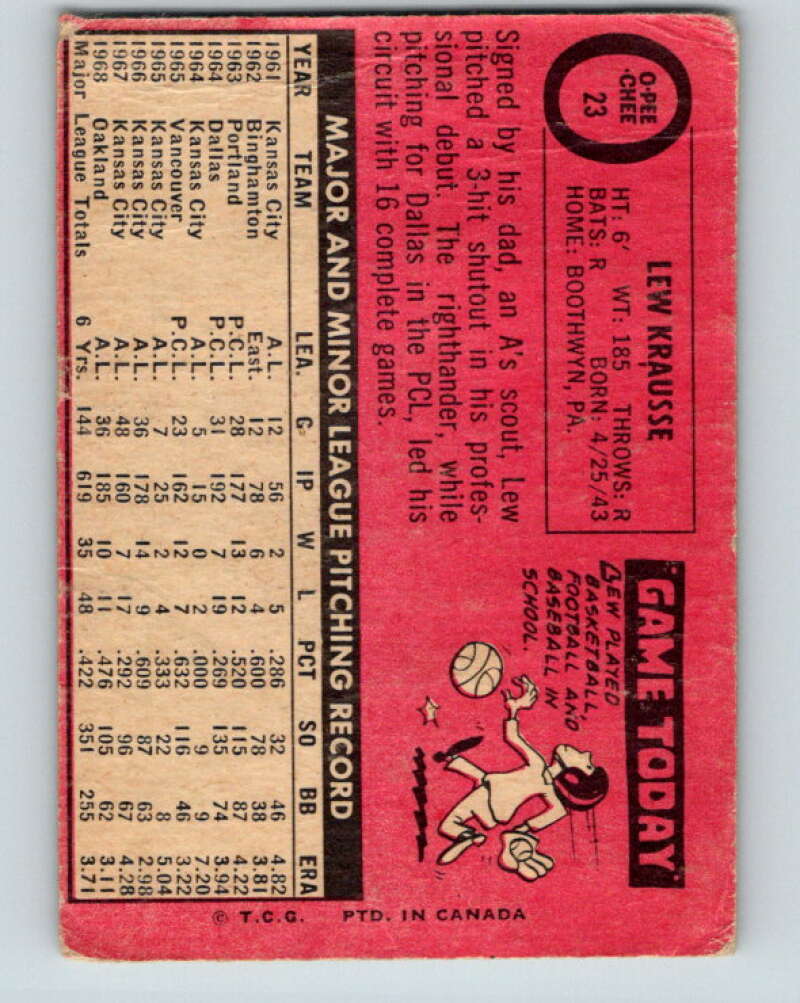 O-PEE
-CHEE
23
LEW KRAUSSE
HT: 6' WT: 185 THROWS: R
BATS: R BORN: 4/25/43
HOME: BOOTHWYN, PA.
Signed by his dad, an A's scout, Lew
pitched a 3-hit shutout in his profes-
sional debut. The righthander, while
pitching for Dallas in the PCL, led his
circuit with 16 complete games.
"GAME TODAY"
LEW PLAYED
BASKETBALL,
FOOTBALL AND
BASEBALL IN
SCHOOL.
MAJOR AND MINOR LEAGUE PITCHING RECORD
YEAR TEAM LEA. G IP W L PCT SO BB ERA
1961 Kansas City A.L. 12 56 2 5 .286 32 46 4.82
1962 Binghamton East. 12 78 6 4 .600 78 38 3.81
1963 Portland P.C.L. 28 177 13 12 .520 115 87 4.22
1964 Dallas P.C.L. 31 192 7 19 .269 135 74 3.94
1964 Kansas City A.L. 5 15 0 2 .000 9 9 7.20
1965 Vancouver P.C.L. 23 162 12 7 .632 116 46 3.22
1965 Kansas City A.L. 7 25 2 4 .333 22 8 5.04
1966 Kansas City A.L. 36 178 14 9 .609 87 63 2.98
1967 Kansas City A.L. 48 160 7 17 .292 96 67 4.28
1968 Oakland A.L. 36 185 10 11 .476 105 62 3.11
Major League Totals 6 Yrs. 144 619 35 48 .422 351 255 3.71
© T.C.G. PTD. IN CANADA